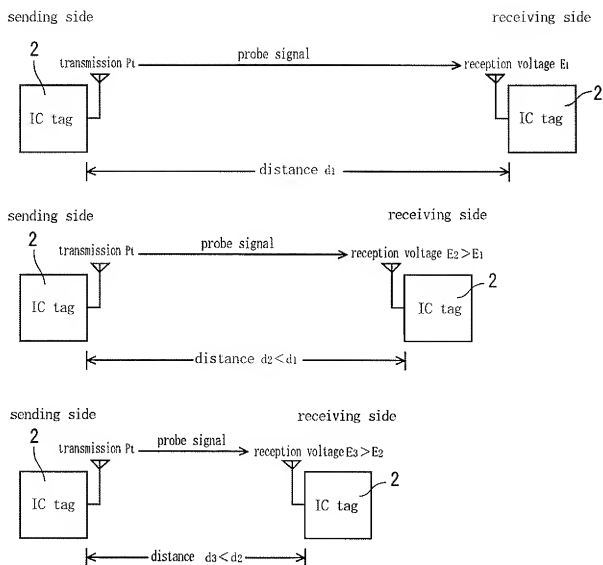 sending side
receiving side
2
transmission Pt
probe signal
reception voltage E1
2
IC tag
IC tag
distance d1
sending side
receiving side
2
transmission Pt
probe signal
reception voltage E2>E1
2
IC tag
IC tag
distance d2<d1
sending side
receiving side
2
transmission Pt
probe signal
reception voltage E3>E2
2
IC tag
IC tag
distance d3<d2